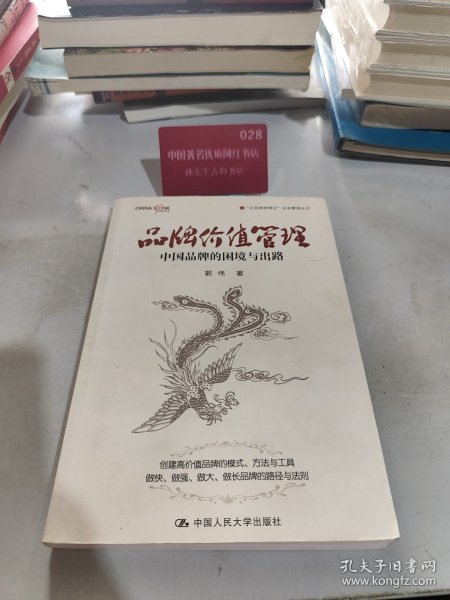 028
中国著名优质网红书店
孙先生古旧书店
CHINA STONE
品牌价值管理
中国品牌的困境与出路
郭 伟 著
创建高价值品牌的模式、方法与工具
做快、做强、做大、做长品牌的路径与法则
中国人民大学出版社
孔夫子旧书网
www.kongfz.com